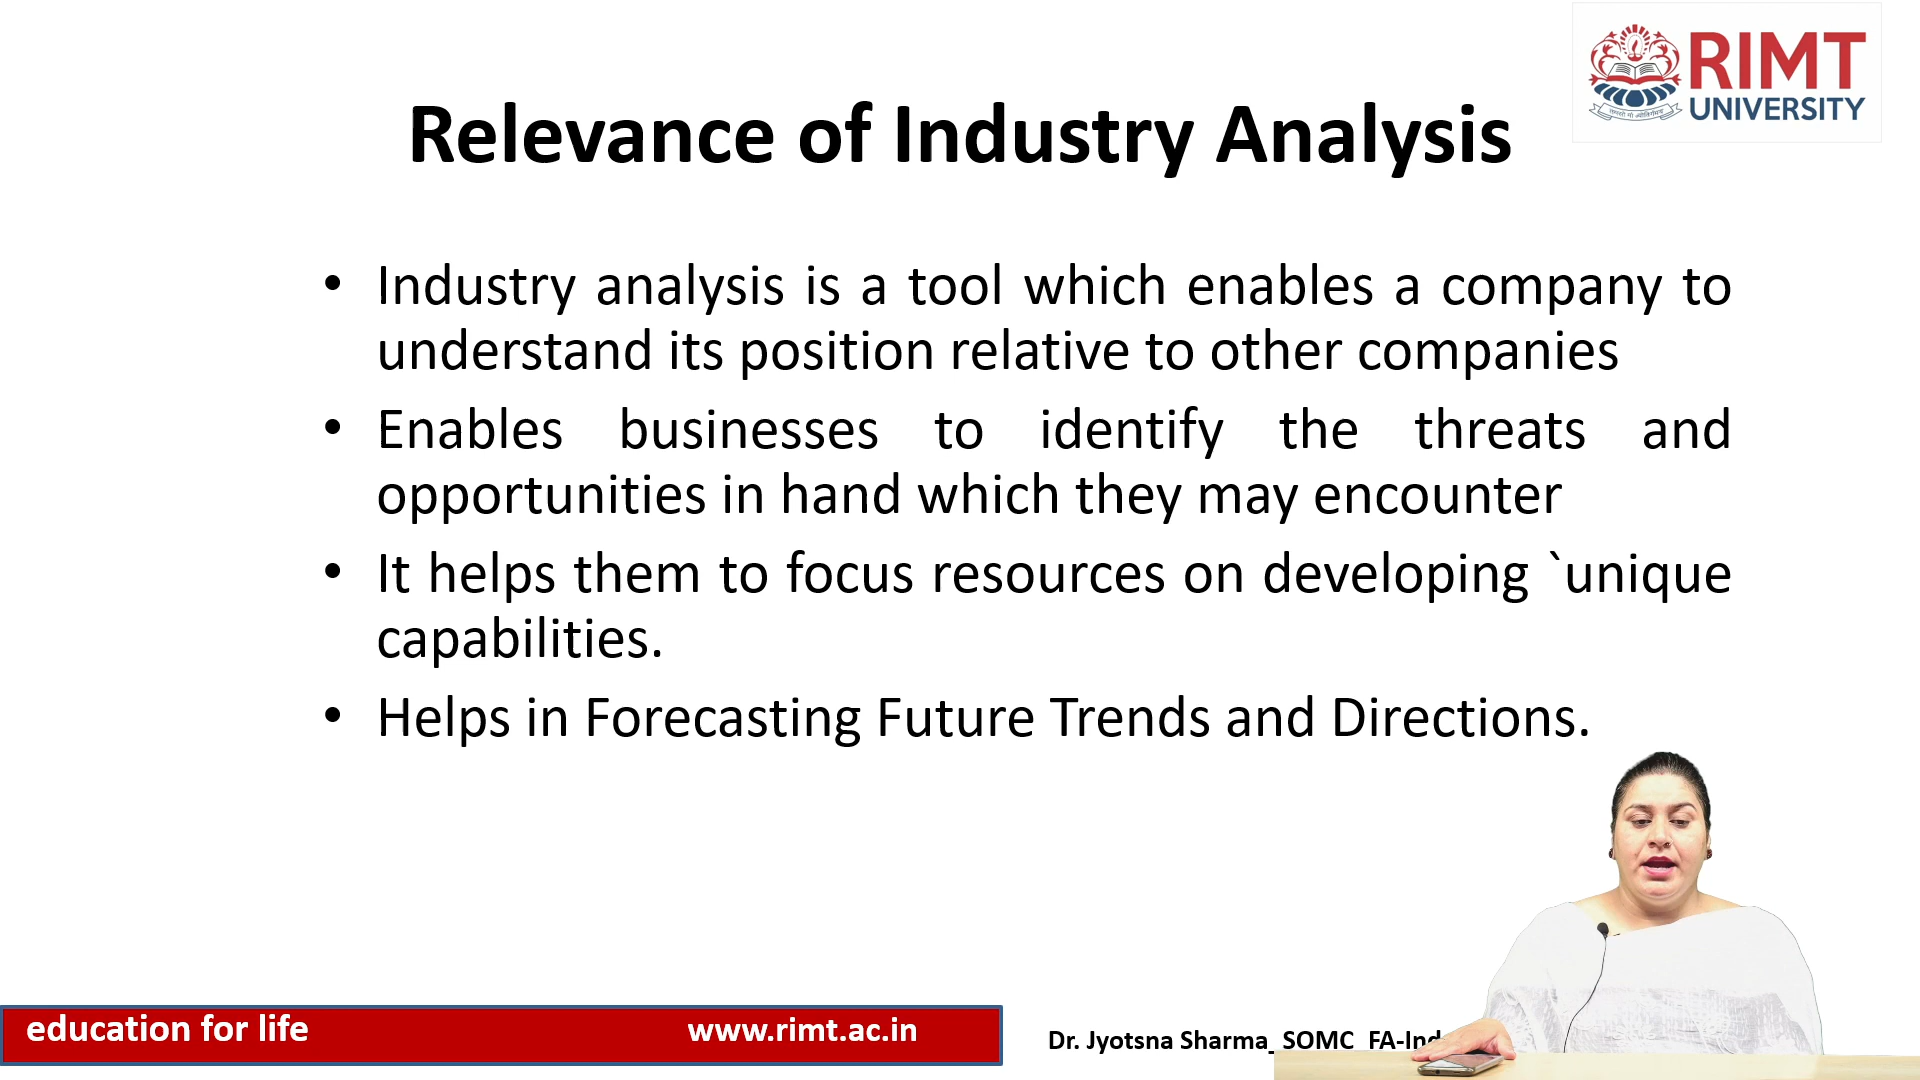 RIMT
UNIVERSITY
Relevance of Industry Analysis
• Industry analysis is a tool which enables a company to
understand its position relative to other companies
• Enables businesses to identify the threats and
opportunities in hand which they may encounter
• It helps them to focus resources on developing `unique
capabilities.
• Helps in Forecasting Future Trends and Directions.
education for life
www.rimt.ac.in
Dr. Jyotsna Sharma_SOMC FA-Ind